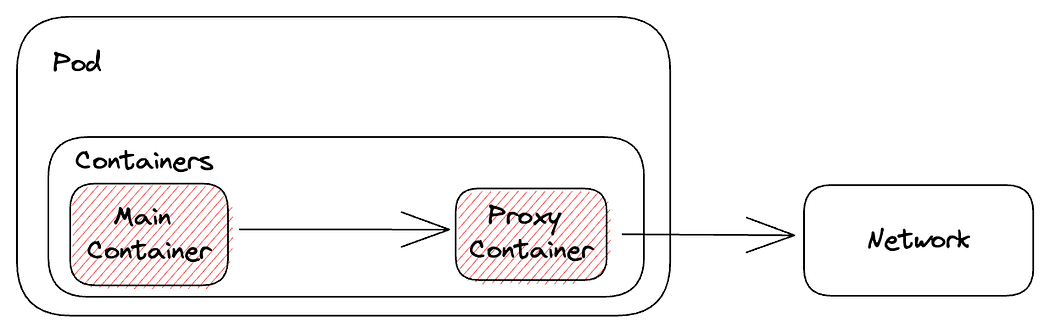 Pod
Containers
Main
Container
Proxy
Container
Network